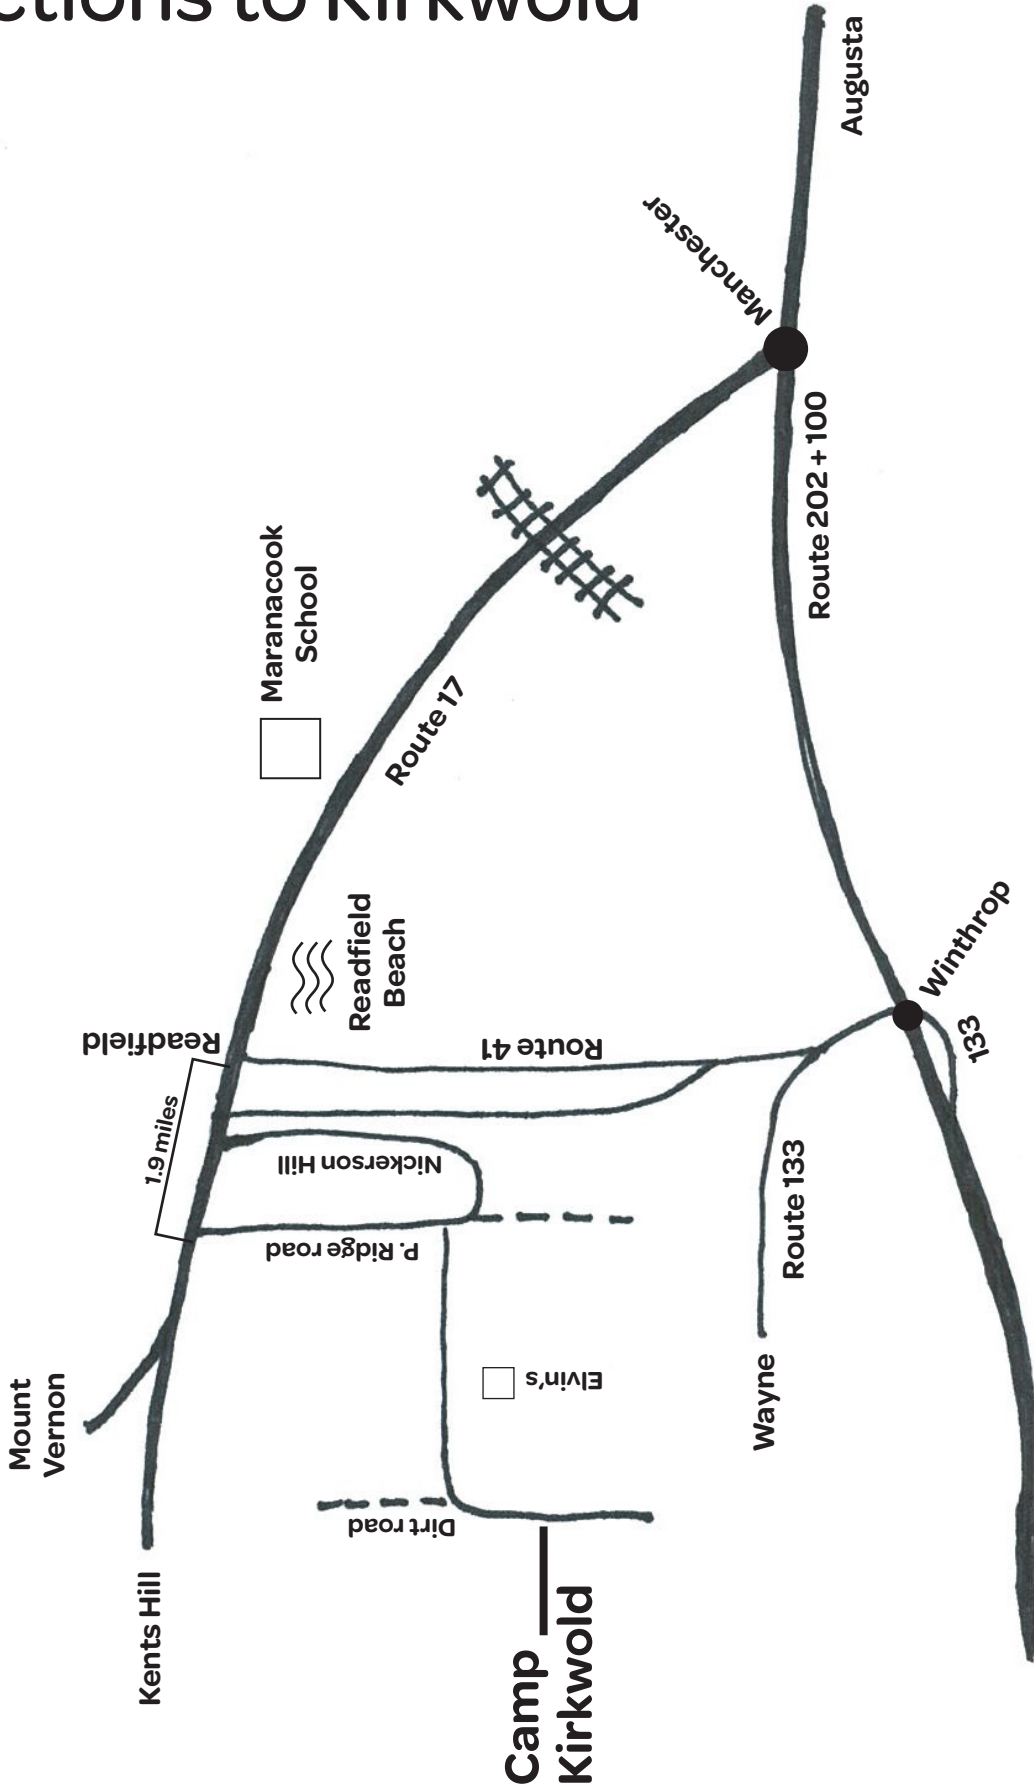 ctions to Kirkwold
Augusta
Manchester
Route 202 + 100
Maranacook
School
Route 17
Readfield
Beach
Readfield
Winthrop
133
Route 41
1.9 miles
Nickerson Hill
P. Ridge road
Route 133
Wayne
Mount
Vernon
Elvin's
Dirt road
Kents Hill
Camp
Kirkwold